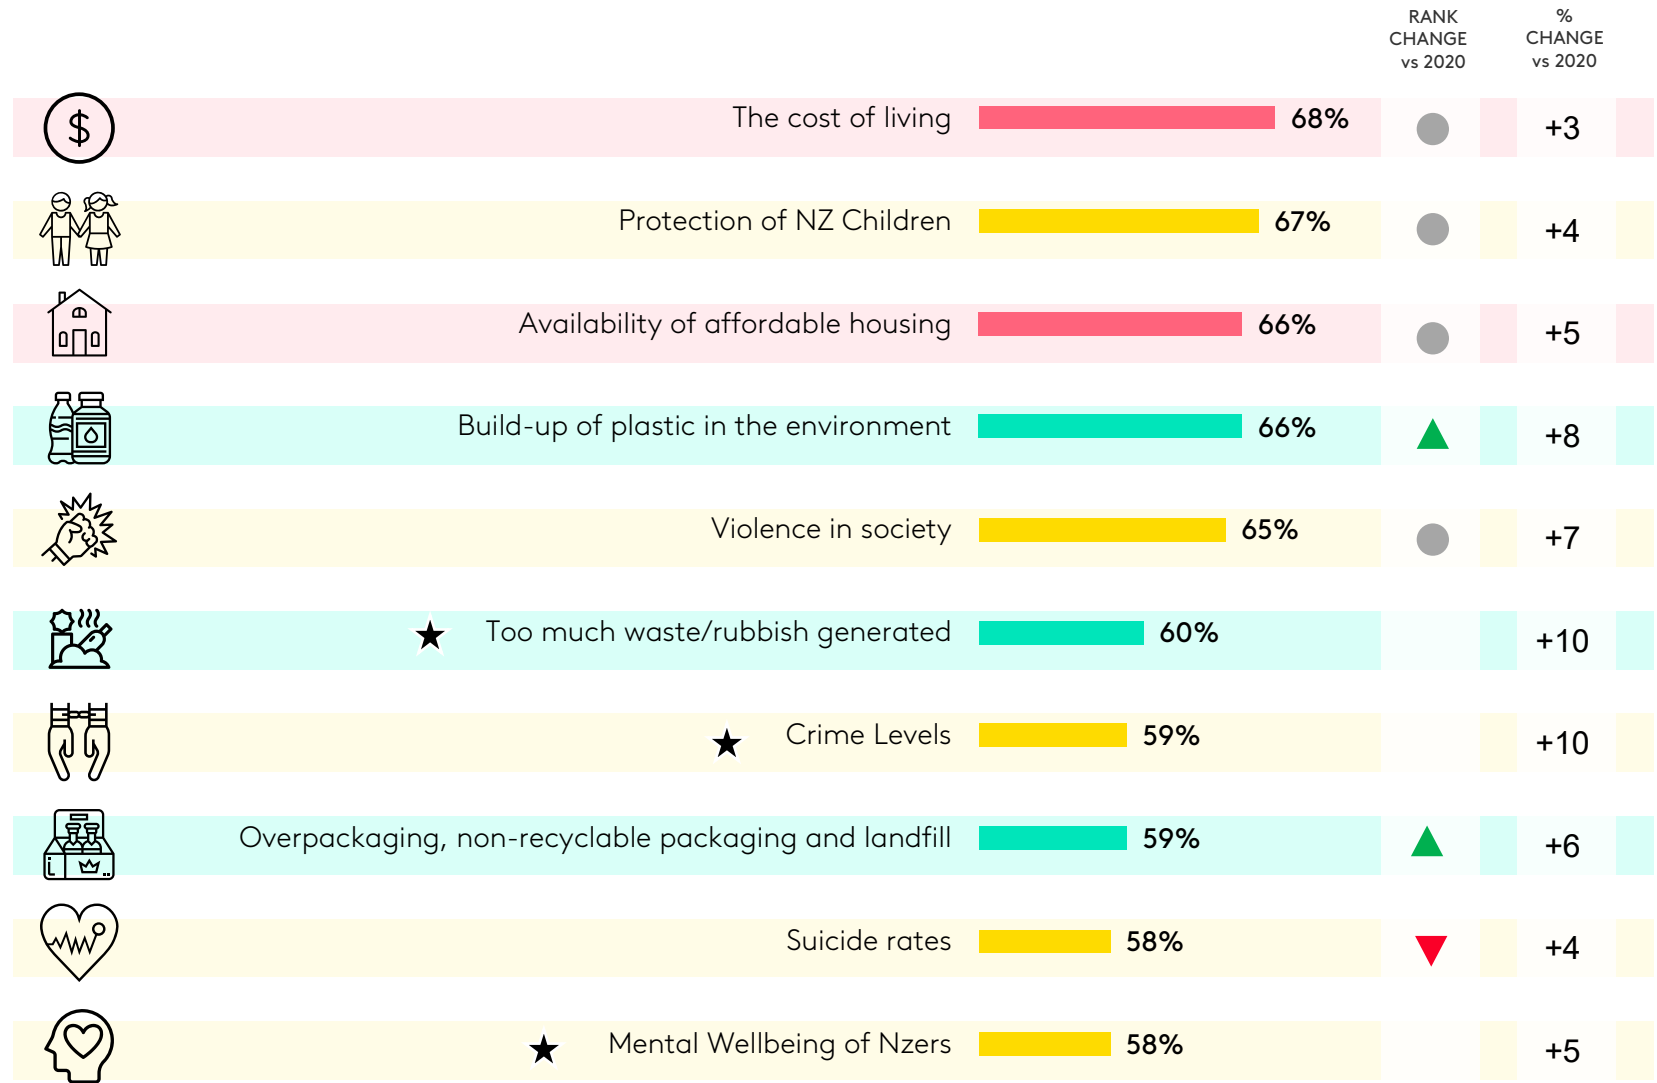 RANK
CHANGE
vs 2020
%
CHANGE
vs 2020
$
The cost of living 68% +3
Protection of NZ Children 67% +4
Availability of affordable housing 66% +5
Build-up of plastic in the environment 66% +8
Violence in society 65% +7
Too much waste/rubbish generated 60% +10
Crime Levels 59% +10
Overpackaging, non-recyclable packaging and landfill 59% +6
Suicide rates 58% +4
Mental Wellbeing of Nzers 58% +5